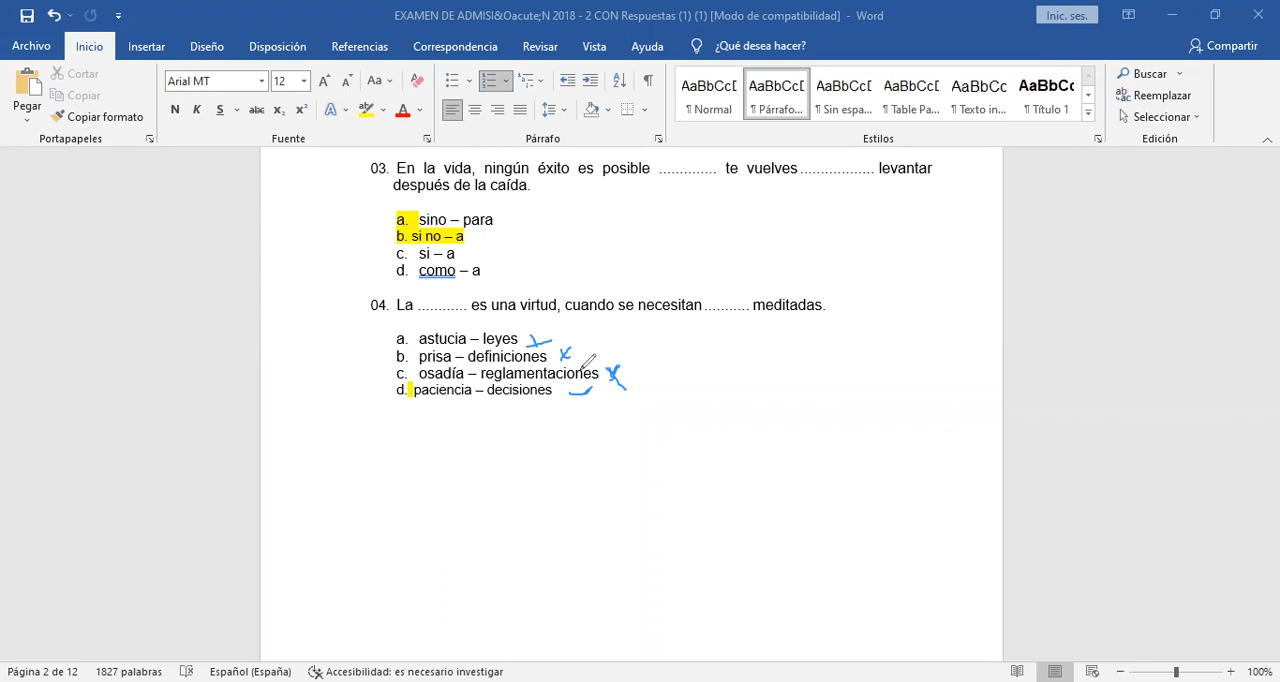 EXAMEN DE ADMISI&Oacute;N 2018 - 2 CON Respuestas (1) (1) [Modo de compatibilidad] - Word
Inic. ses.
Archivo Inicio Insertar Diseño Disposición Referencias Correspondencia Revisar Vista Ayuda ¿Qué desea hacer? Compartir
Pegar
Cortar
Copiar
Copiar formato
Portapapeles
Arial MT 12
N K S abc x₂ x²
Fuente
Párrafo
AaBbCcI AaBbCcI AaBbCcI AaBbCcI AaBbCc AaBbCc
¶ Normal ¶ Párrafo... ¶ Sin espa... ¶ Table Pa... ¶ Texto in... ¶ Título 1
Estilos
Buscar
Reemplazar
Seleccionar
Edición
03. En la vida, ningún éxito es posible .............. te vuelves.................. levantar
después de la caída.
a. sino – para
b. si no – a
c. si – a
d. como – a
04. La ............ es una virtud, cuando se necesitan........... meditadas.
a. astucia – leyes
b. prisa – definiciones
c. osadía – reglamentaciones
d. paciencia – decisiones
Página 2 de 12 1827 palabras Español (España) Accesibilidad: es necesario investigar 100%